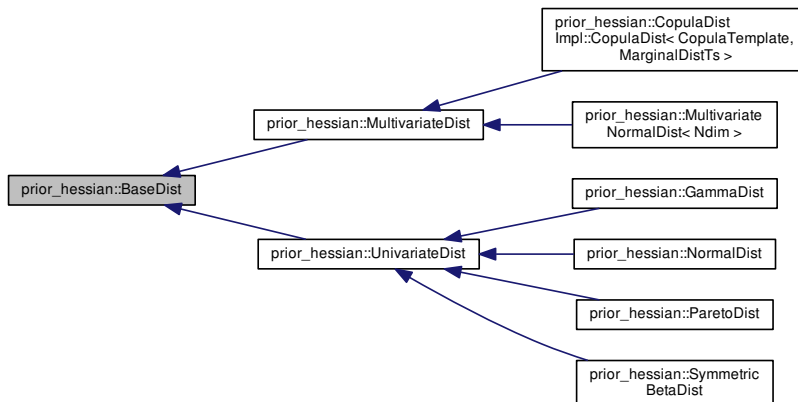 prior_hessian::CopulaDist
Impl::CopulaDist< CopulaTemplate,
MarginalDistTs >
prior_hessian::MultivariateDist
prior_hessian::Multivariate
NormalDist< Ndim >
prior_hessian::BaseDist
prior_hessian::GammaDist
prior_hessian::UnivariateDist
prior_hessian::NormalDist
prior_hessian::ParetoDist
prior_hessian::Symmetric
BetaDist